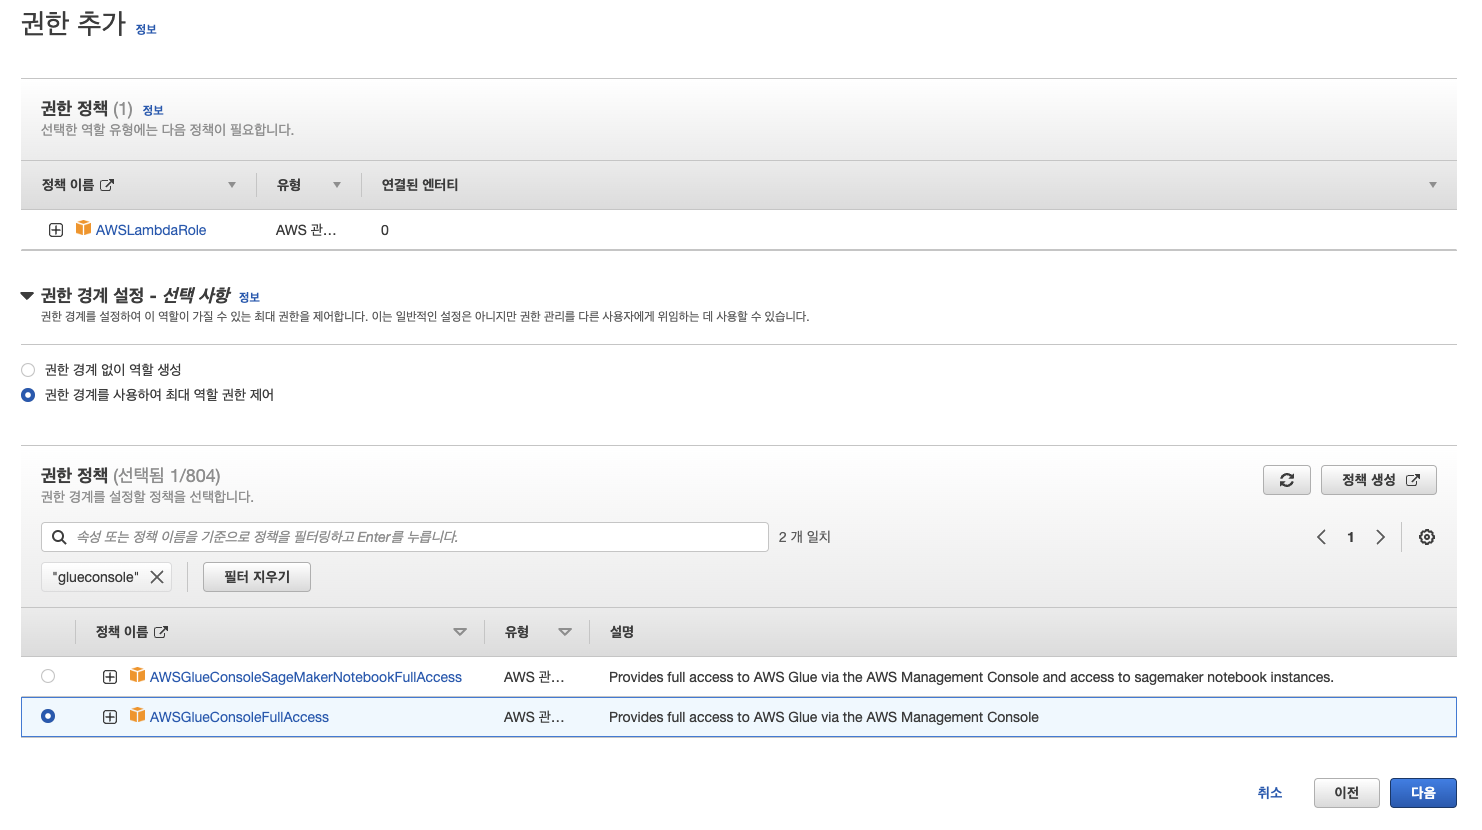 권한 추가 정보
권한 정책 (1) 정보
선택한 역할 유형에는 다음 정책이 필요합니다.
정책 이름 유형 연결된 엔터티
AWSLambdaRole AWS 관... 0
권한 경계 설정 - 선택 사항 정보
권한 경계를 설정하여 이 역할이 가질 수 있는 최대 권한을 제어합니다. 이는 일반적인 설정은 아니지만 권한 관리를 다른 사용자에게 위임하는 데 사용할 수 있습니다.
권한 경계 없이 역할 생성
권한 경계를 사용하여 최대 역할 권한 제어
권한 정책 (선택됨 1/804)
권한 경계를 설정할 정책을 선택합니다.
정책 생성
속성 또는 정책 이름을 기준으로 정책을 필터링하고 Enter를 누릅니다. 2 개 일치 1
"glueconsole" 필터 지우기
정책 이름 유형 설명
AWSGlueConsoleSageMakerNotebookFullAccess AWS 관... Provides full access to AWS Glue via the AWS Management Console and access to sagemaker notebook instances.
AWSGlueConsoleFullAccess AWS 관... Provides full access to AWS Glue via the AWS Management Console
취소 이전 다음